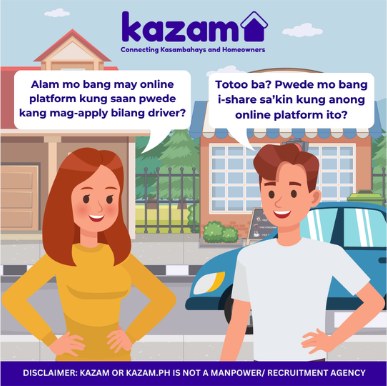 kazam
Connecting Kasambahays and Homeowners
Alam mo bang may online
platform kung saan pwede
kang mag-apply bilang driver?
Totoo ba? Pwede mo bang
i-share sa'kin kung anong
online platform ito?
DISCLAIMER: KAZAM OR KAZAM.PH IS NOT A MANPOWER/ RECRUITMENT AGENCY